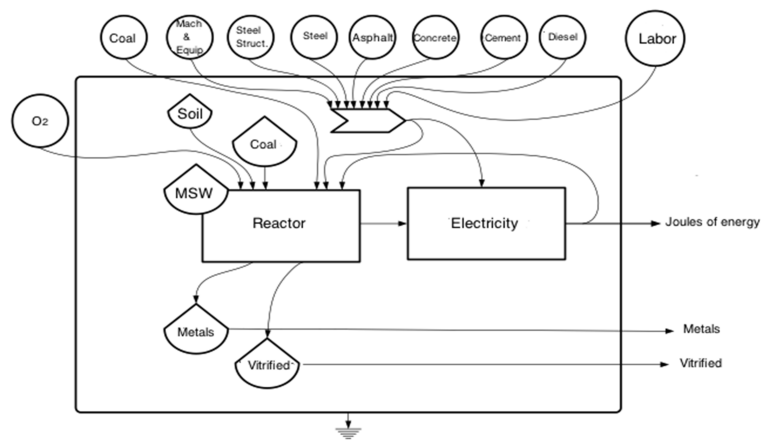 Coal
Mach
&
Equip.
Steel
Struct.
Steel
Asphalt
Concrete
Cement
Diesel
Labor
O2
Soil
Coal
MSW
Reactor
Electricity
Joules of energy
Metals
Metals
Vitrified
Vitrified